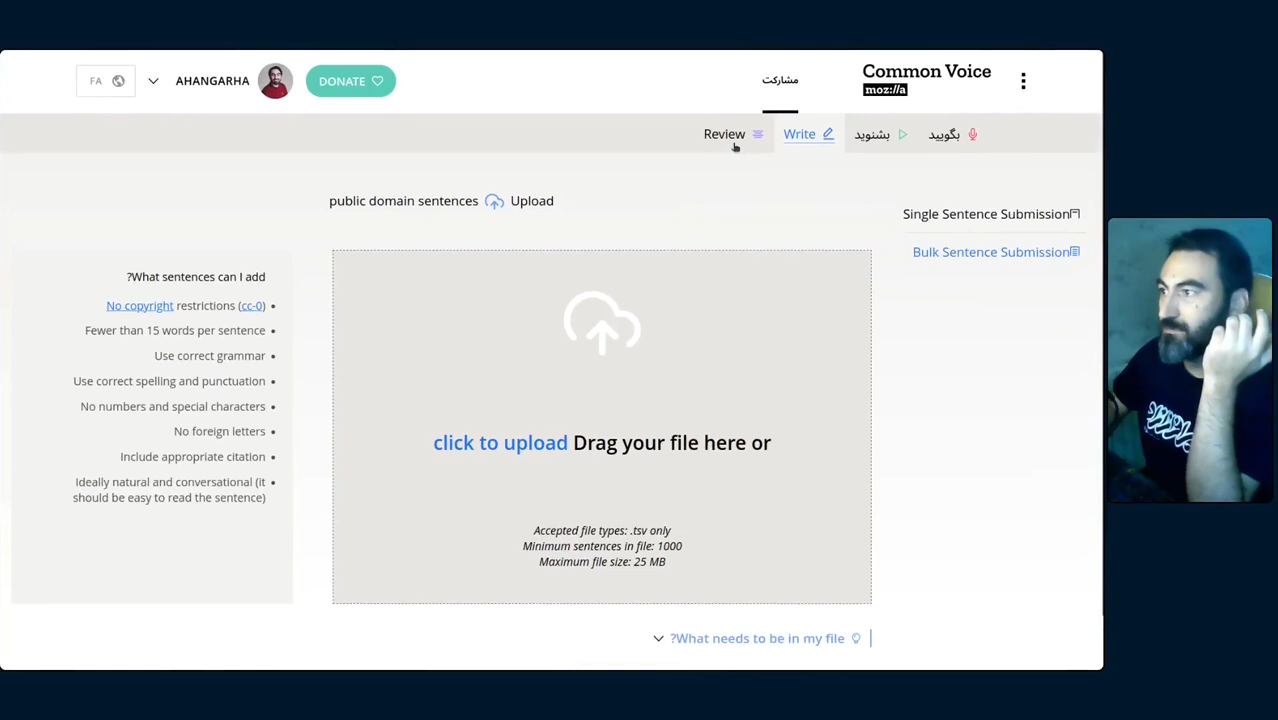 FA
AHANGARHA
DONATE
مشارکت
Common Voice
moz://a
بگویید
بشنوید
Write
Review
public domain sentences Upload
Single Sentence Submission
Bulk Sentence Submission
?What sentences can I add
No copyright restrictions (cc-0)
Fewer than 15 words per sentence
Use correct grammar
Use correct spelling and punctuation
No numbers and special characters
No foreign letters
Include appropriate citation
Ideally natural and conversational (it
should be easy to read the sentence)
click to upload Drag your file here or
Accepted file types: .tsv only
Minimum sentences in file: 1000
Maximum file size: 25 MB
?What needs to be in my file